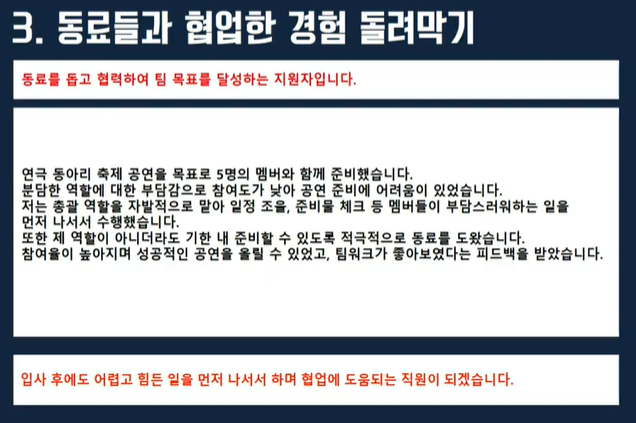 3. 동료들과 협업한 경험 돌려막기
동료를 돕고 협력하여 팀 목표를 달성하는 지원자입니다.
연극 동아리 축제 공연을 목표로 5명의 멤버와 함께 준비했습니다.
분담한 역할에 대한 부담감으로 참여도가 낮아 공연 준비에 어려움이 있었습니다.
저는 총괄 역할을 자발적으로 맡아 일정 조율, 준비물 체크 등 멤버들이 부담스러워하는 일을
먼저 나서서 수행했습니다.
또한 제 역할이 아니더라도 기한 내 준비할 수 있도록 적극적으로 동료를 도왔습니다.
참여율이 높아지며 성공적인 공연을 올릴 수 있었고, 팀워크가 좋아보였다는 피드백을 받았습니다.
입사 후에도 어렵고 힘든 일을 먼저 나서서 하며 협업에 도움되는 직원이 되겠습니다.